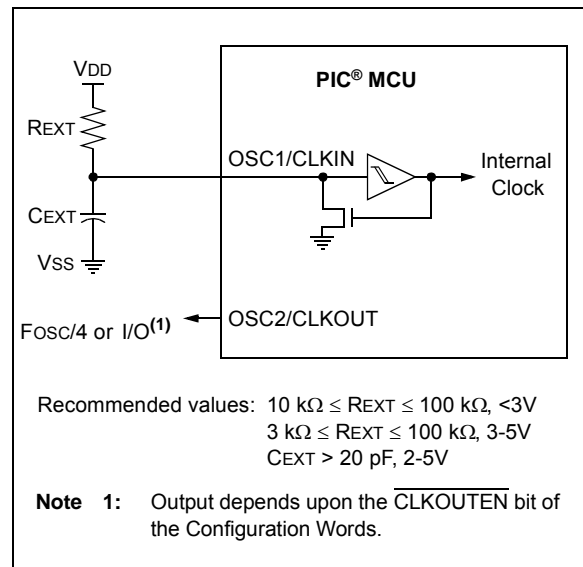 VDD
PIC® MCU
REXT
OSC1/CLKIN
Internal
Clock
CEXT
VSS
OSC2/CLKOUT
FOSC/4 or I/O(1)
Recommended values: 10 kΩ ≤ REXT ≤ 100 kΩ, <3V
3 kΩ ≤ REXT ≤ 100 kΩ, 3-5V
CEXT > 20 pF, 2-5V
Note 1: Output depends upon the CLKOUTEN bit of
the Configuration Words.